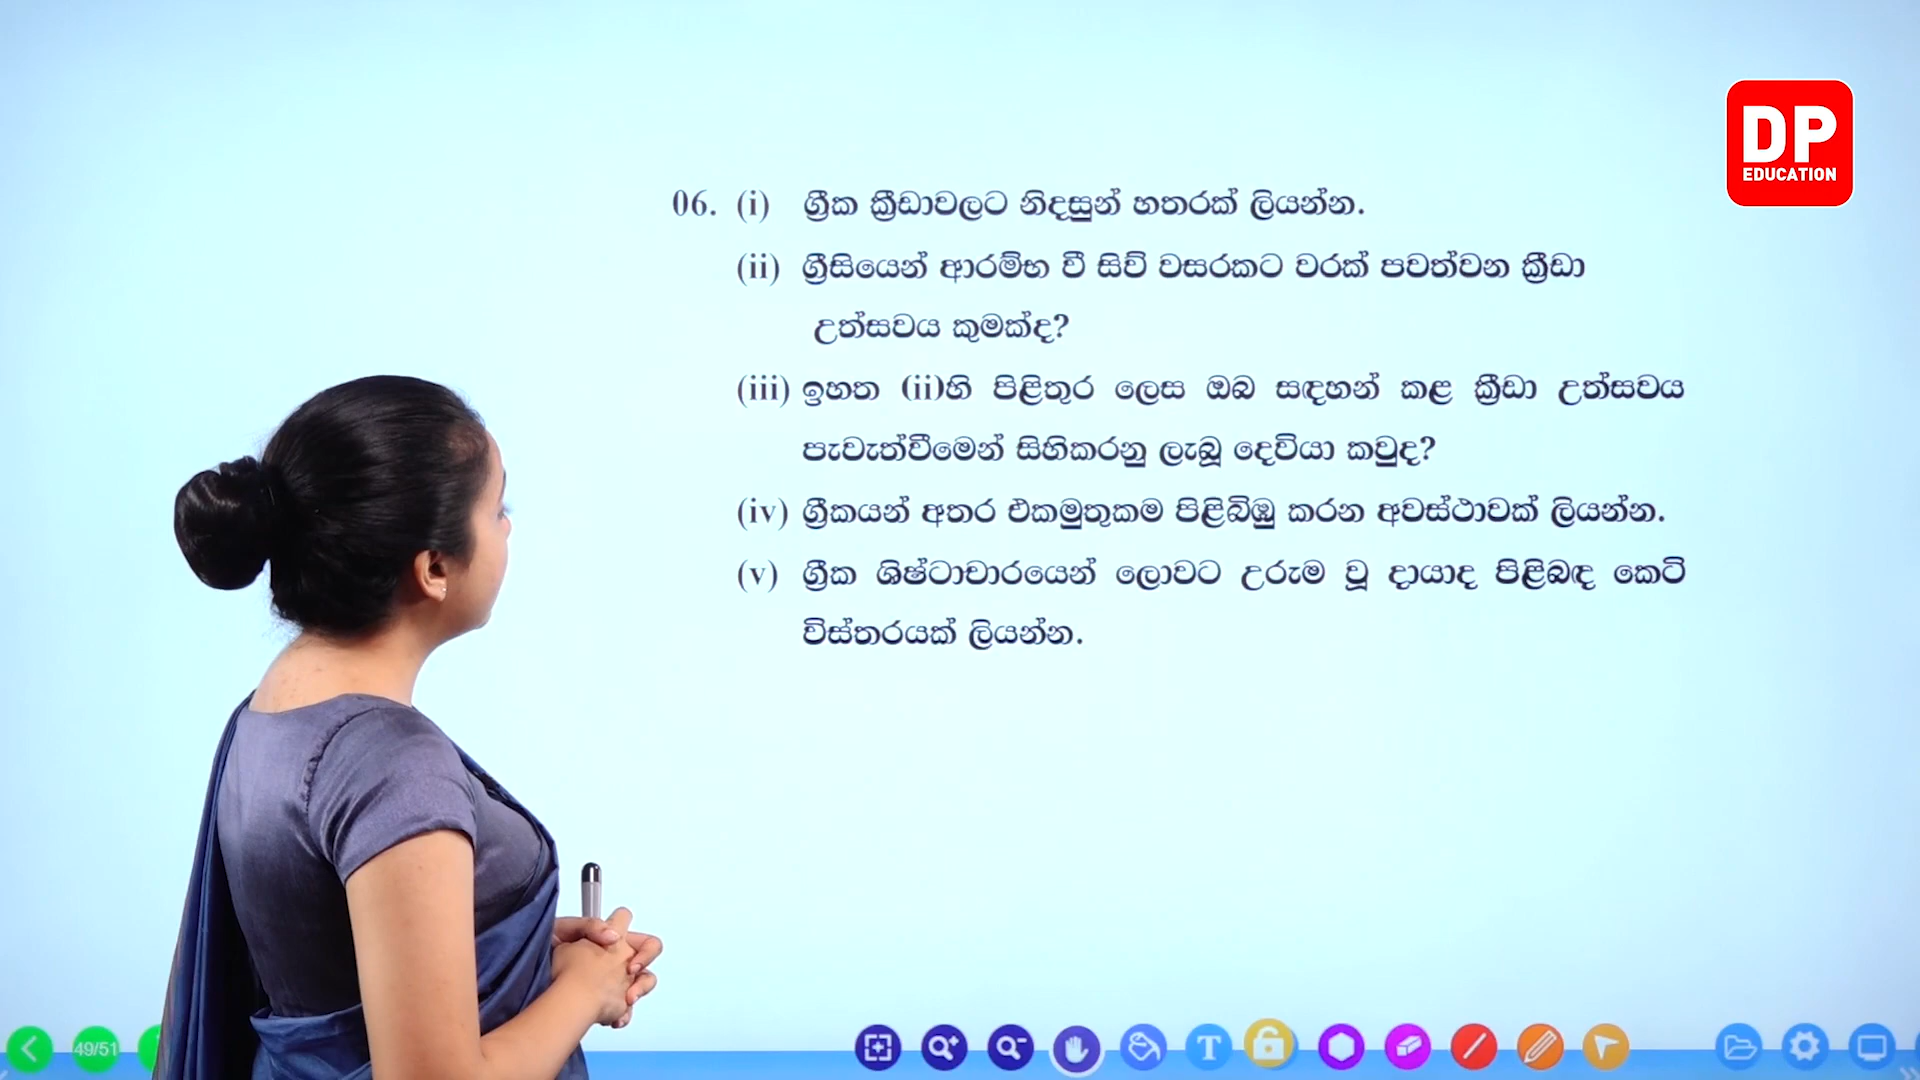 DP
EDUCATION
06. (i) ග්‍රීක ක්‍රීඩාවලට නිදසුන් හතරක් ලියන්න.
(ii) ග්‍රීසියෙන් ආරම්භ වී සිව් වසරකට වරක් පවත්වන ක්‍රීඩා
උත්සවය කුමක්ද?
(iii) ඉහත (ii)හි පිළිතුර ලෙස ඔබ සඳහන් කළ ක්‍රීඩා උත්සවය
පැවැත්වීමෙන් සිහිකරනු ලැබූ දෙවියා කවුද?
(iv) ග්‍රීකයන් අතර එකමුතුකම පිළිබිඹු කරන අවස්ථාවක් ලියන්න.
(v) ග්‍රීක ශිෂ්ටාචාරයෙන් ලොවට උරුම වූ දායාද පිළිබඳ කෙටි
විස්තරයක් ලියන්න.
49/51
T